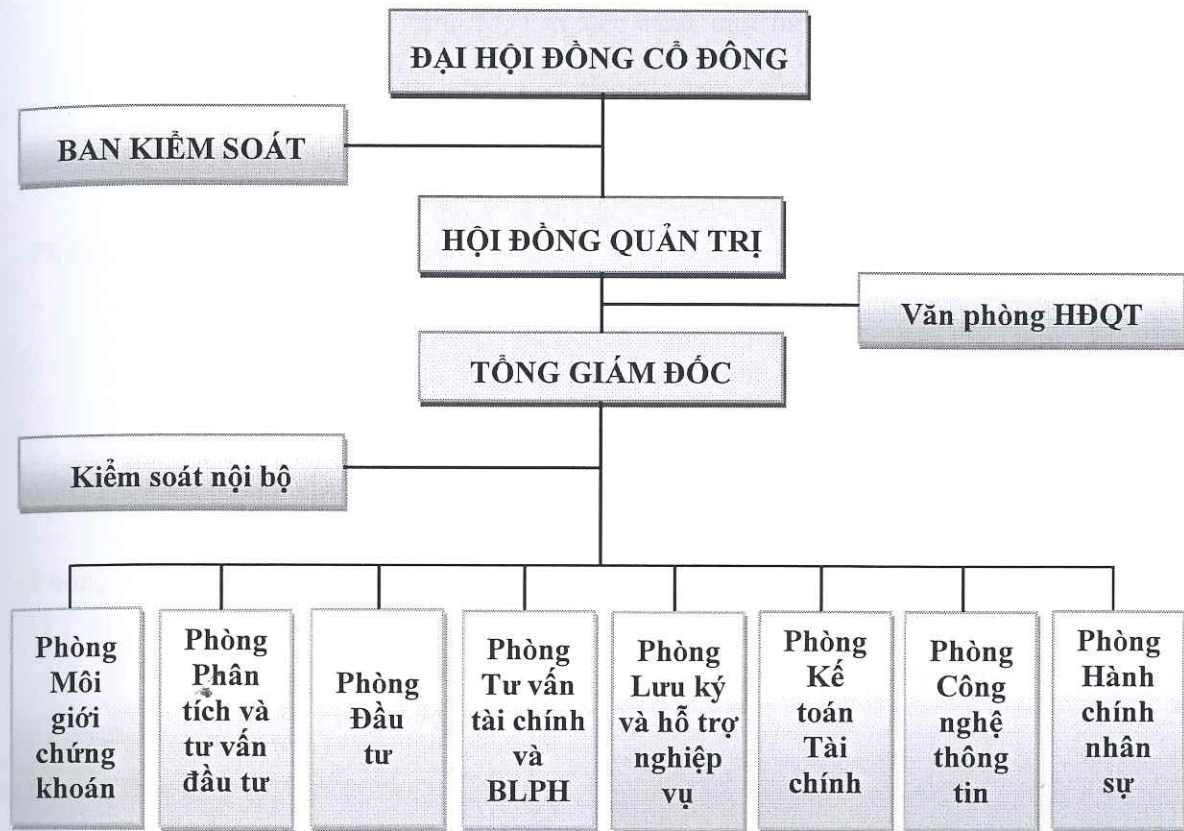 ĐẠI HỘI ĐỒNG CỔ ĐÔNG
BAN KIỂM SOÁT
HỘI ĐỒNG QUẢN TRỊ
Văn phòng HĐQT
TỔNG GIÁM ĐỐC
Kiểm soát nội bộ
Phòng
Môi
giới
chứng
khoán
Phòng
Phân
tích và
tư vấn
đầu tư
Phòng
Đầu
tư
Phòng
Tư vấn
tài chính
và
BLPH
Phòng
Lưu ký
và hỗ trợ
nghiệp
vụ
Phòng
Kế
toán
Tài
chính
Phòng
Công
nghệ
thông
tin
Phòng
Hành
chính
nhân
sự